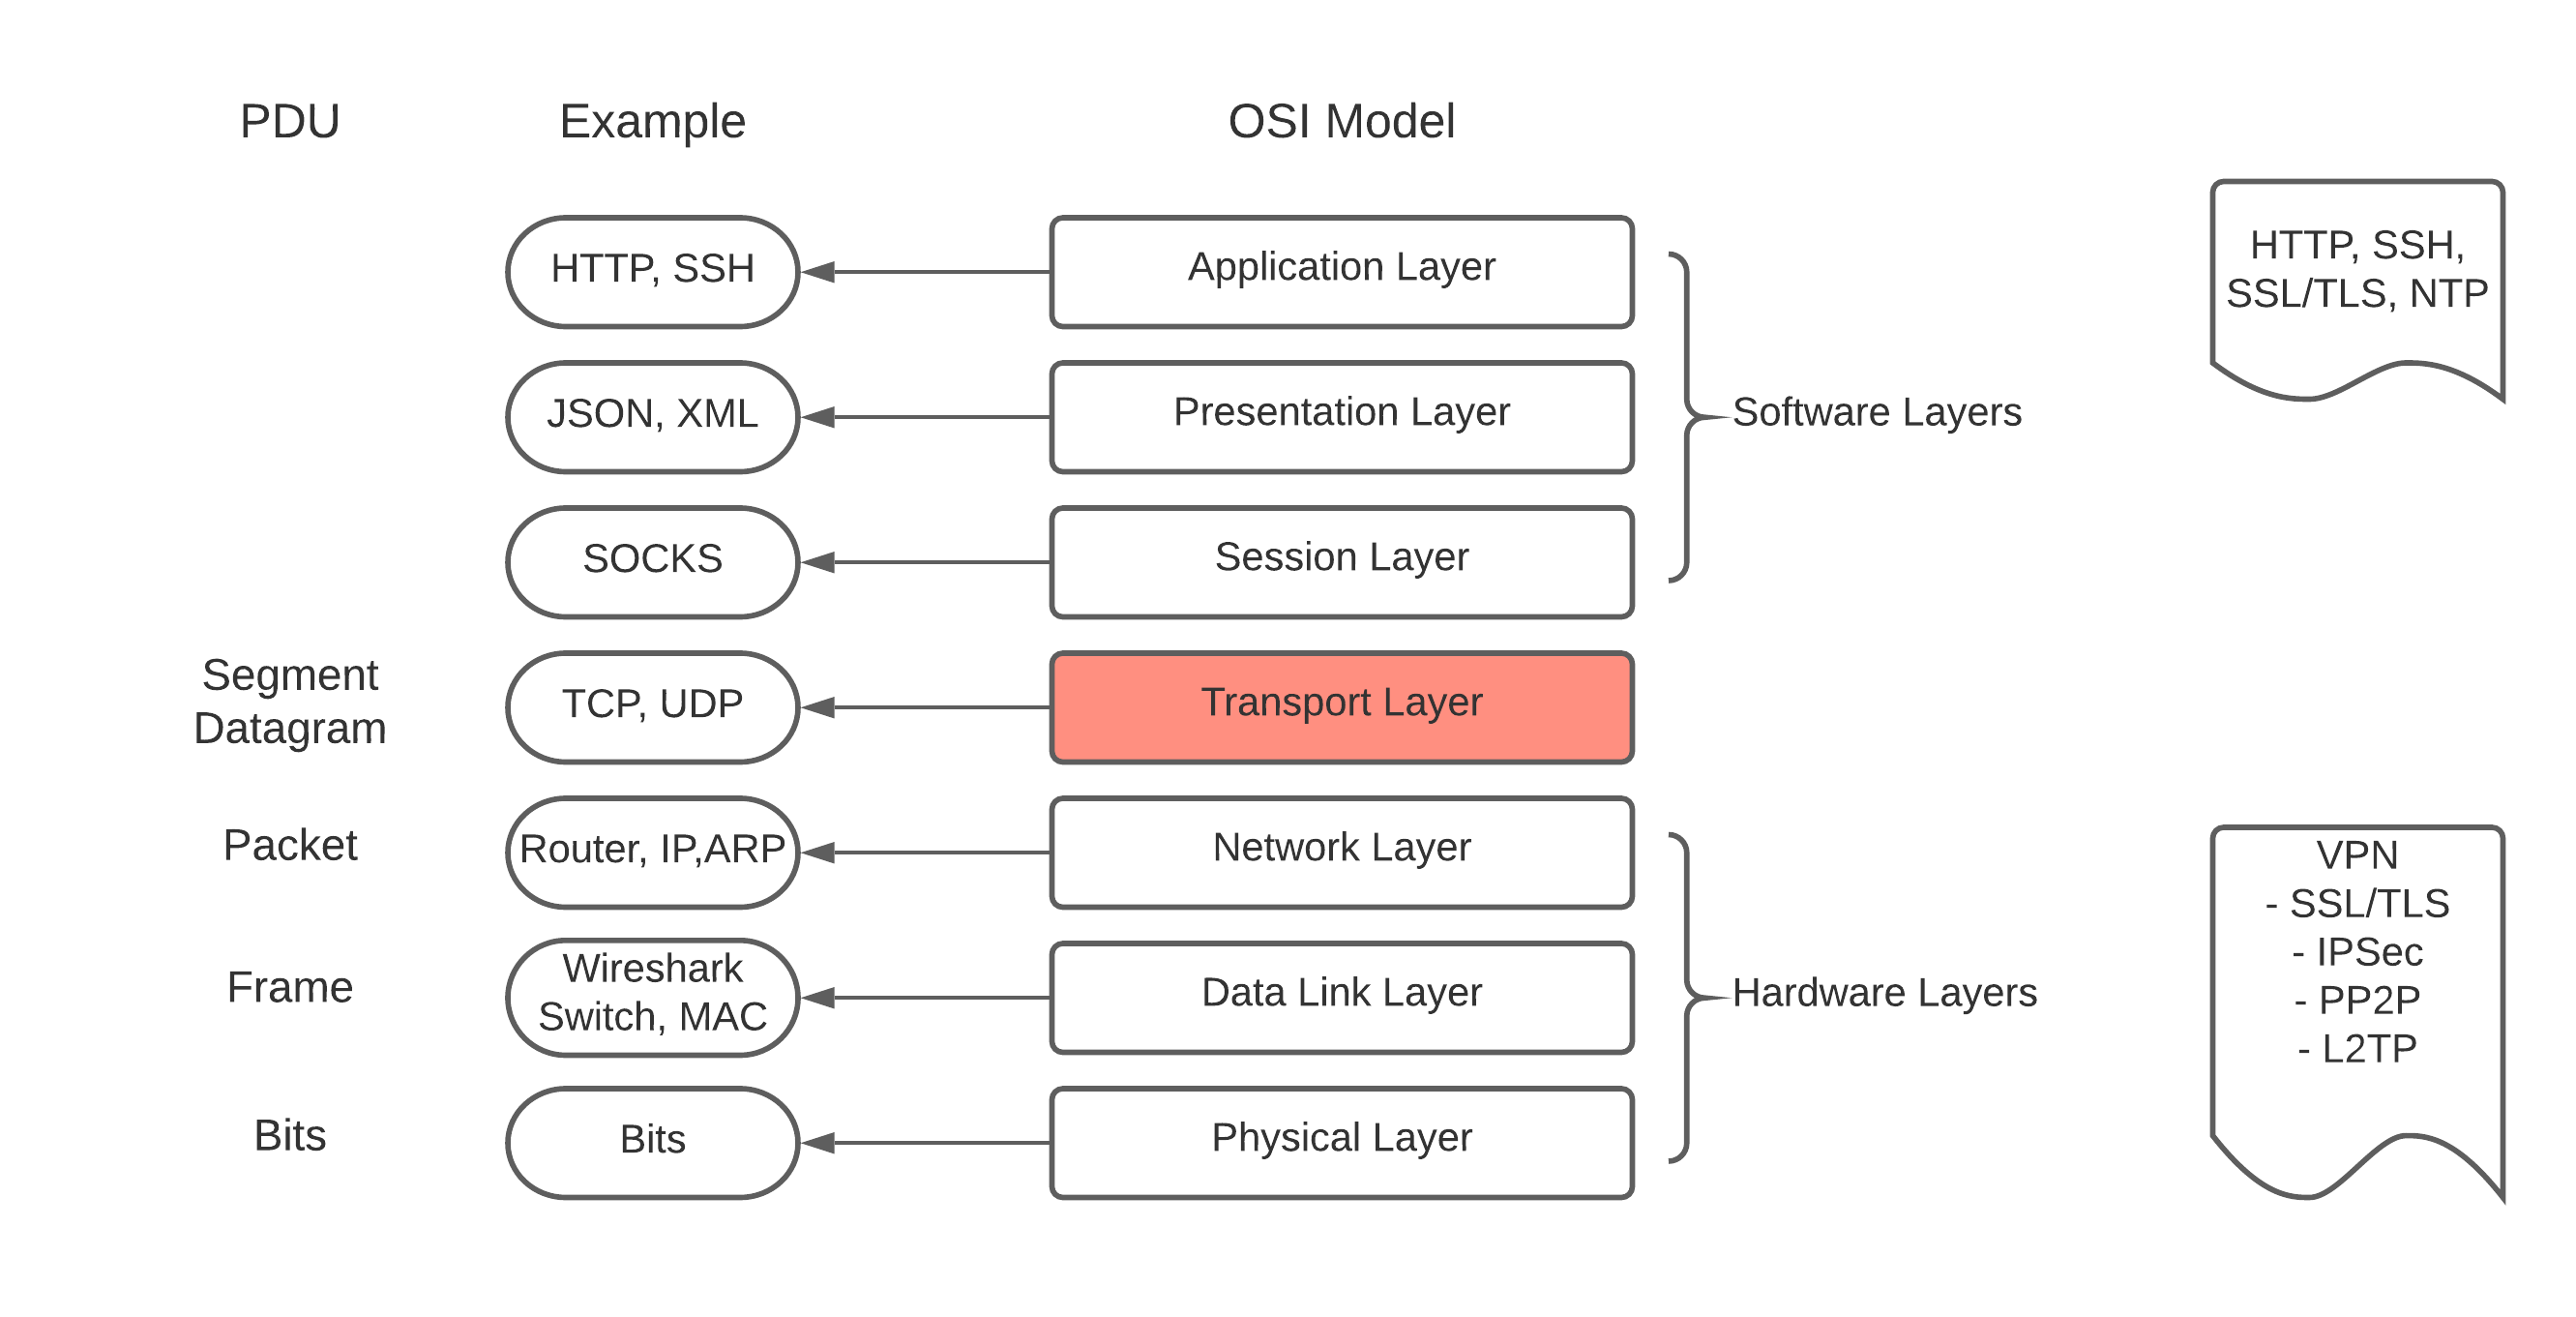 PDU
Example
OSI Model
HTTP, SSH
Application Layer
HTTP, SSH,
SSL/TLS, NTP
JSON, XML
Presentation Layer
Software Layers
SOCKS
Session Layer
Segment
Datagram
TCP, UDP
Transport Layer
Packet
Router, IP,ARP
Network Layer
Frame
Wireshark
Switch, MAC
Data Link Layer
Hardware Layers
VPN
- SSL/TLS
- IPSec
- PP2P
- L2TP
Bits
Bits
Physical Layer